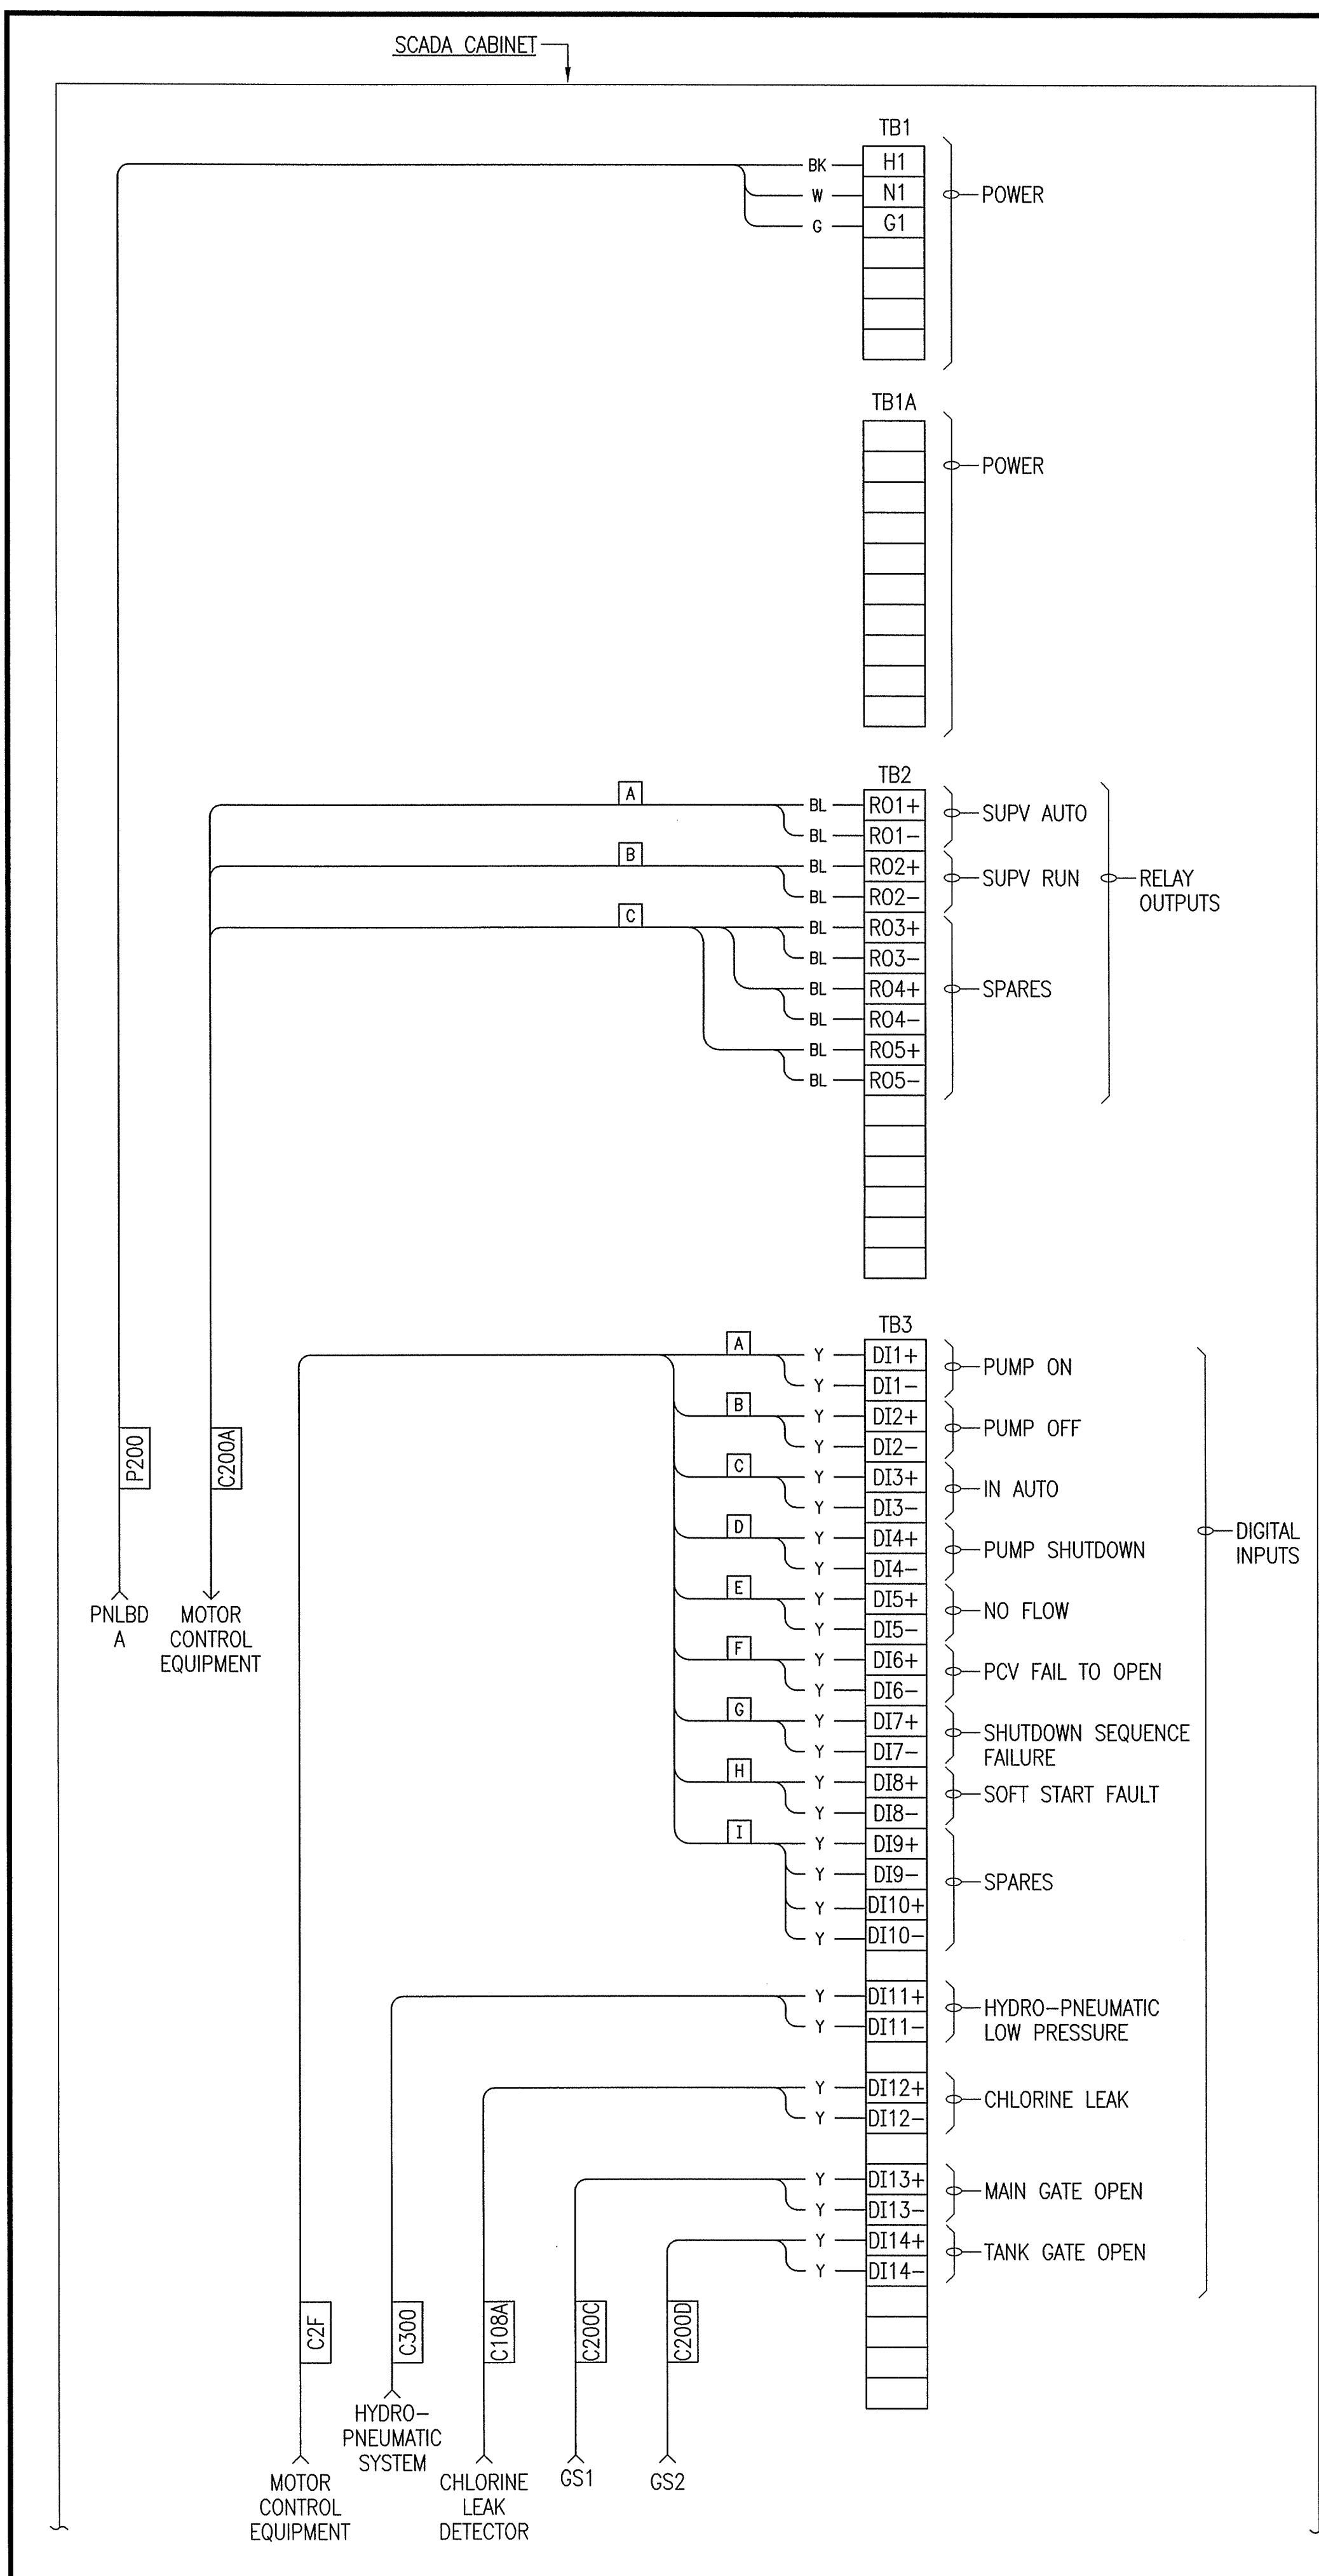 SCADA CABINET
TB1
BK H1
W N1
G G1
POWER
TB1A
POWER
TB2
A BL RO1+
BL RO1-
SUPV AUTO
B BL RO2+
BL RO2-
SUPV RUN
RELAY
OUTPUTS
C BL RO3+
BL RO3-
BL RO4+
BL RO4-
BL RO5+
BL RO5-
SPARES
TB3
A Y DI1+
Y DI1-
PUMP ON
B Y DI2+
Y DI2-
PUMP OFF
C Y DI3+
Y DI3-
IN AUTO
D Y DI4+
Y DI4-
PUMP SHUTDOWN
DIGITAL
INPUTS
E Y DI5+
Y DI5-
NO FLOW
F Y DI6+
Y DI6-
PCV FAIL TO OPEN
G Y DI7+
Y DI7-
SHUTDOWN SEQUENCE
FAILURE
H Y DI8+
Y DI8-
SOFT START FAULT
I Y DI9+
Y DI9-
Y DI10+
Y DI10-
SPARES
Y DI11+
Y DI11-
HYDRO-PNEUMATIC
LOW PRESSURE
Y DI12+
Y DI12-
CHLORINE LEAK
Y DI13+
Y DI13-
MAIN GATE OPEN
Y DI14+
Y DI14-
TANK GATE OPEN
P200
C200A
PNLBD
A
MOTOR
CONTROL
EQUIPMENT
C2F
C300
C108A
C200C
C200D
MOTOR
CONTROL
EQUIPMENT
HYDRO-
PNEUMATIC
SYSTEM
CHLORINE
LEAK
DETECTOR
GS1
GS2